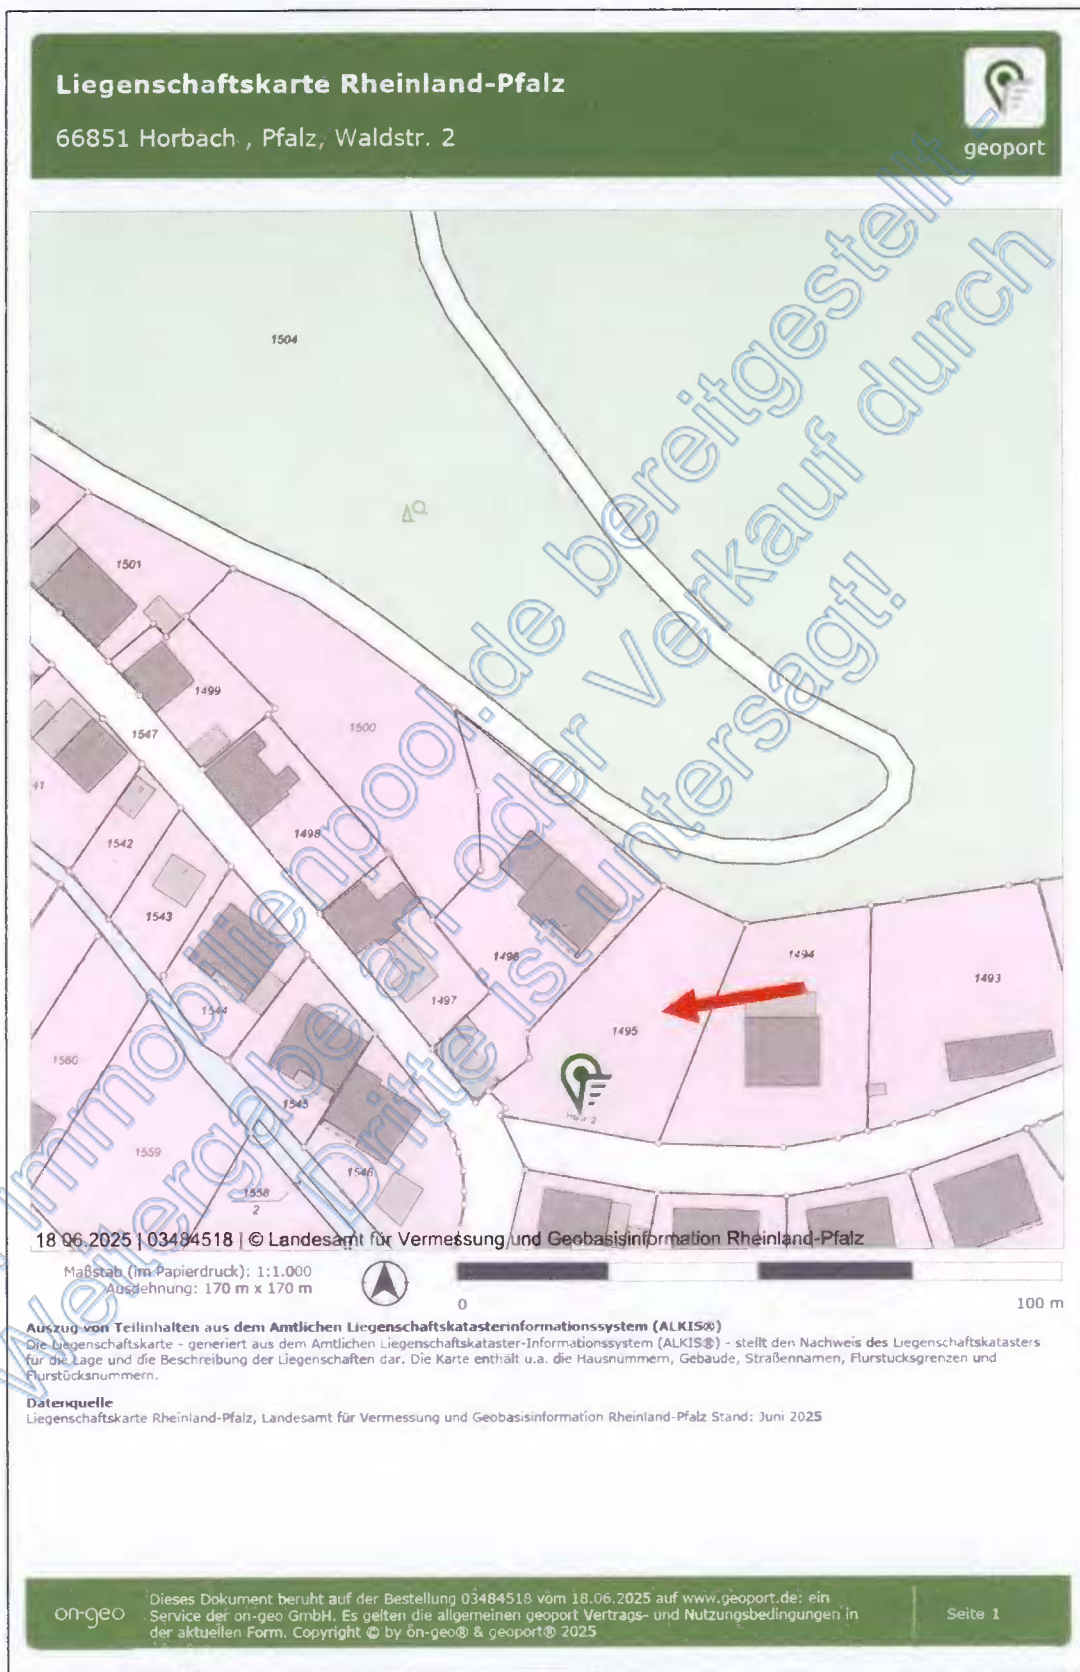 Liegenschaftskarte Rheinland-Pfalz
66851 Horbach , Pfalz, Waldstr. 2
geoport
1504
1501
1499
1500
1547
41
1542
1498
1543
1496
1494
1493
1497
1544
1495
1560
1545
1559
1546
1558
2
immobilienpool.de bereitgestellt -
Weitergabe an oder Verkauf durch
Dritte ist untersagt!
18.06.2025 | 03484518 | © Landesamt für Vermessung und Geobasisinformation Rheinland-Pfalz
Maßstab (im Papierdruck): 1:1.000
Ausdehnung: 170 m x 170 m
0
100 m
Auszug von Teilinhalten aus dem Amtlichen Liegenschaftskatasterinformationssystem (ALKIS®)
Die Liegenschaftskarte - generiert aus dem Amtlichen Liegenschaftskataster-Informationssystem (ALKIS®) - stellt den Nachweis des Liegenschaftskatasters
für die Lage und die Beschreibung der Liegenschaften dar. Die Karte enthält u.a. die Hausnummern, Gebäude, Straßennamen, Flurstücksgrenzen und
Flurstücksnummern.
Datenquelle
Liegenschaftskarte Rheinland-Pfalz, Landesamt für Vermessung und Geobasisinformation Rheinland-Pfalz Stand: Juni 2025
on-geo
Dieses Dokument beruht auf der Bestellung 03484518 vom 18.06.2025 auf www.geoport.de: ein
Service der on-geo GmbH. Es gelten die allgemeinen geoport Vertrags- und Nutzungsbedingungen in
der aktuellen Form. Copyright © by on-geo® & geoport® 2025
Seite 1